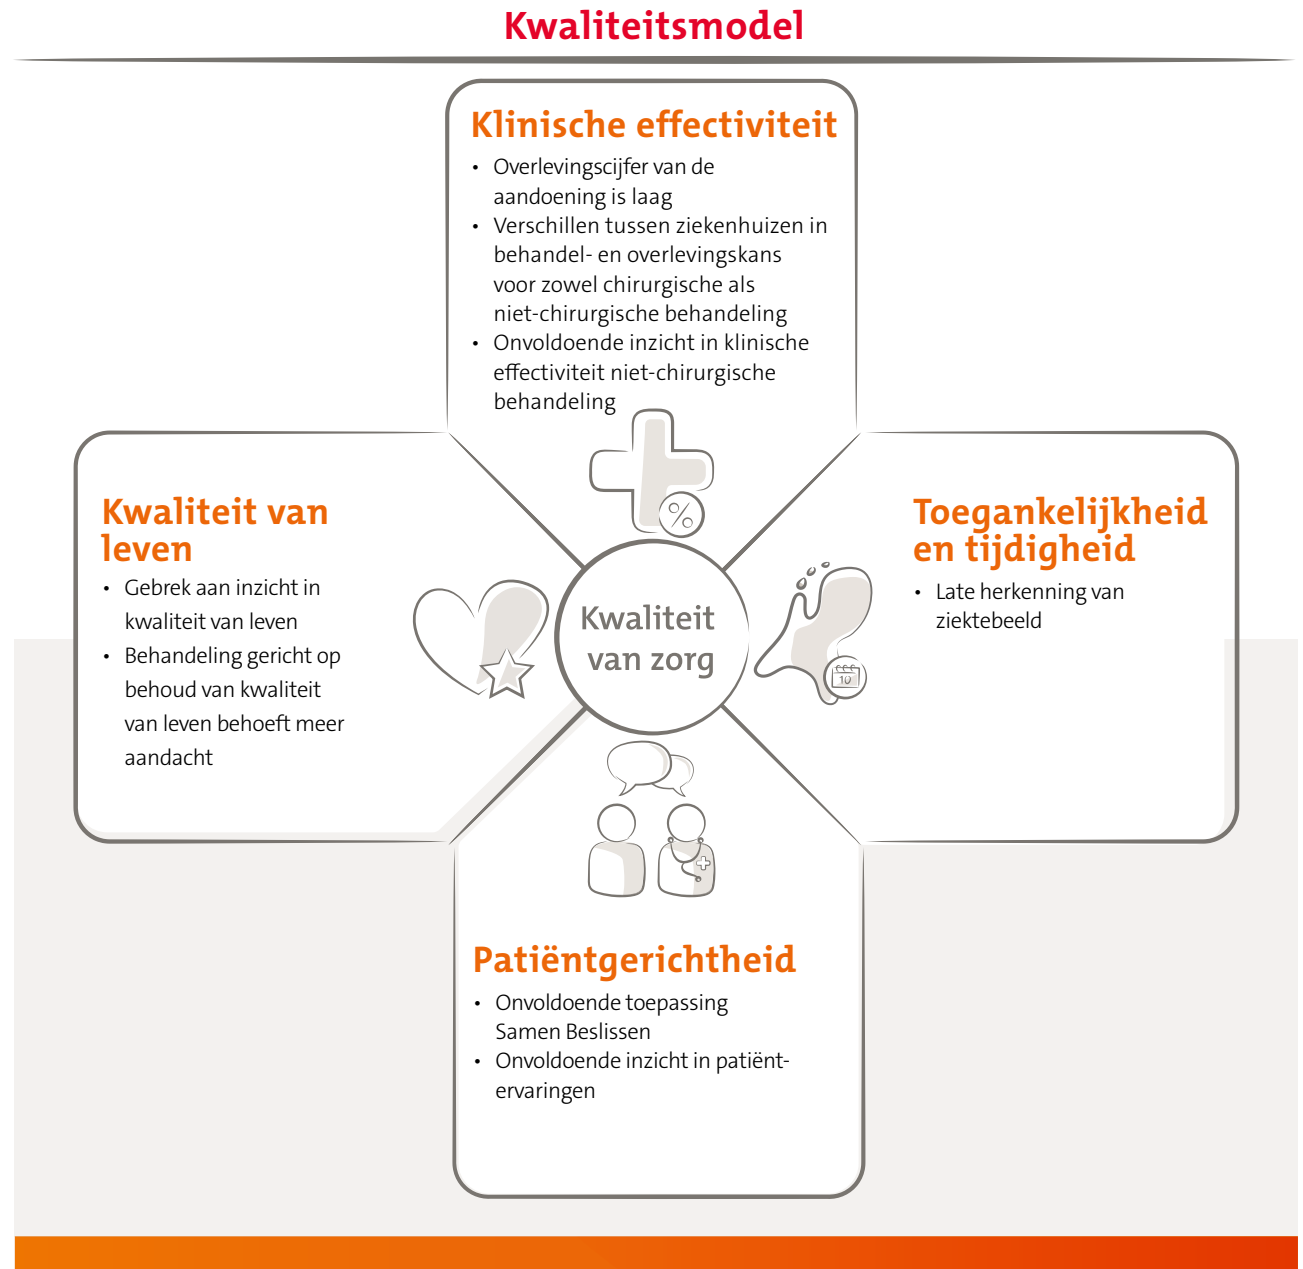 Kwaliteitsmodel
Klinische effectiviteit
• Overlevingscijfer van de
aandoening is laag
• Verschillen tussen ziekenhuizen in
behandel- en overlevingskans
voor zowel chirurgische als
niet-chirurgische behandeling
• Onvoldoende inzicht in klinische
effectiviteit niet-chirurgische
behandeling
%
Kwaliteit van
leven
• Gebrek aan inzicht in
kwaliteit van leven
• Behandeling gericht op
behoud van kwaliteit
van leven behoeft meer
aandacht
Kwaliteit
van zorg
Toegankelijkheid
en tijdigheid
• Late herkenning van
ziektebeeld
10
Patiëntgerichtheid
• Onvoldoende toepassing
Samen Beslissen
• Onvoldoende inzicht in patiënt-
ervaringen